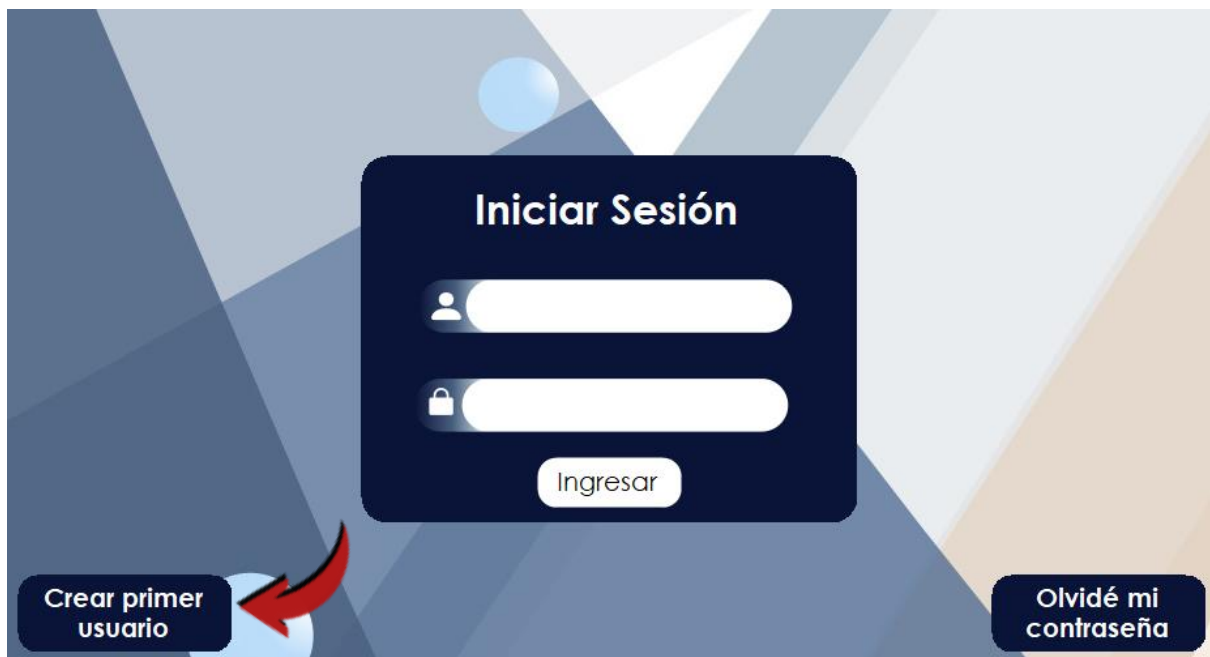 Iniciar Sesión
Ingresar
Crear primer
usuario
Olvidé mi
contraseña